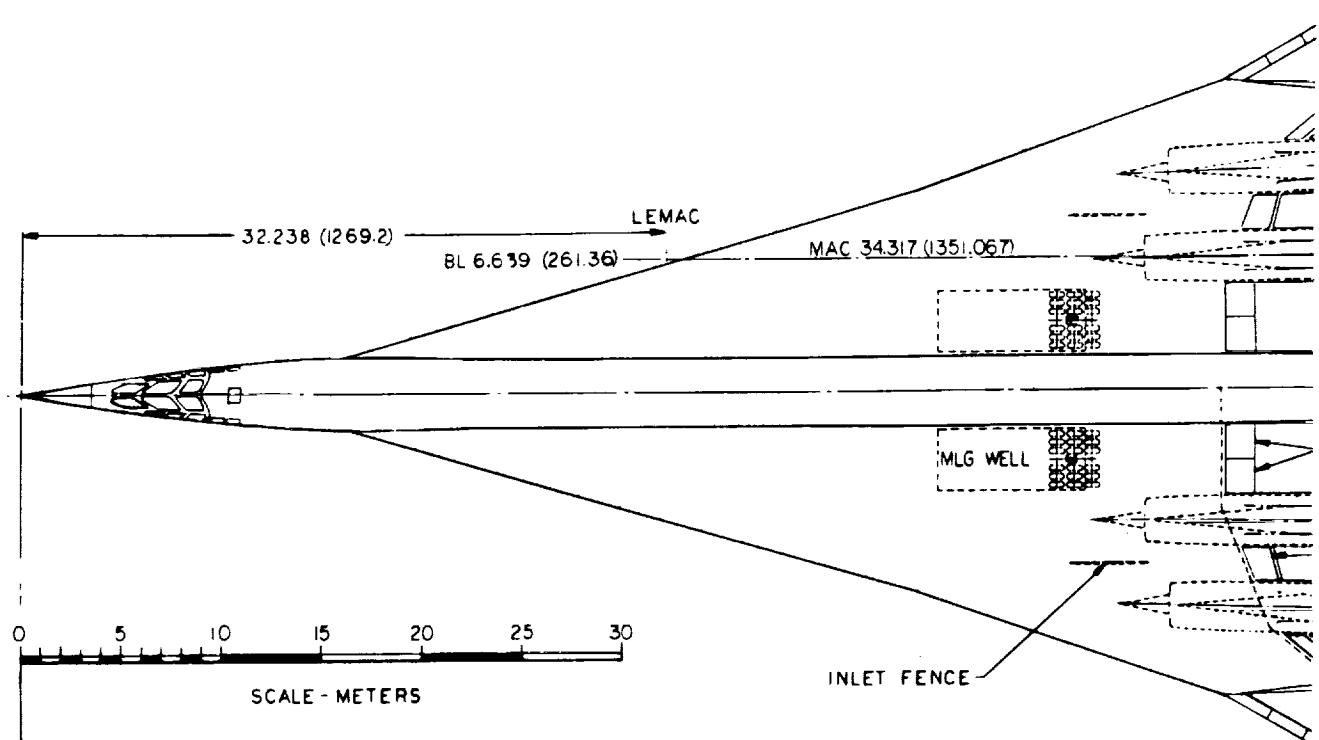 LEMAC
32.238 (1269.2)
BL 6.639 (261.36)
MAC 34.317 (1351.067)
MLG WELL
0 5 10 15 20 25 30
SCALE - METERS
INLET FENCE